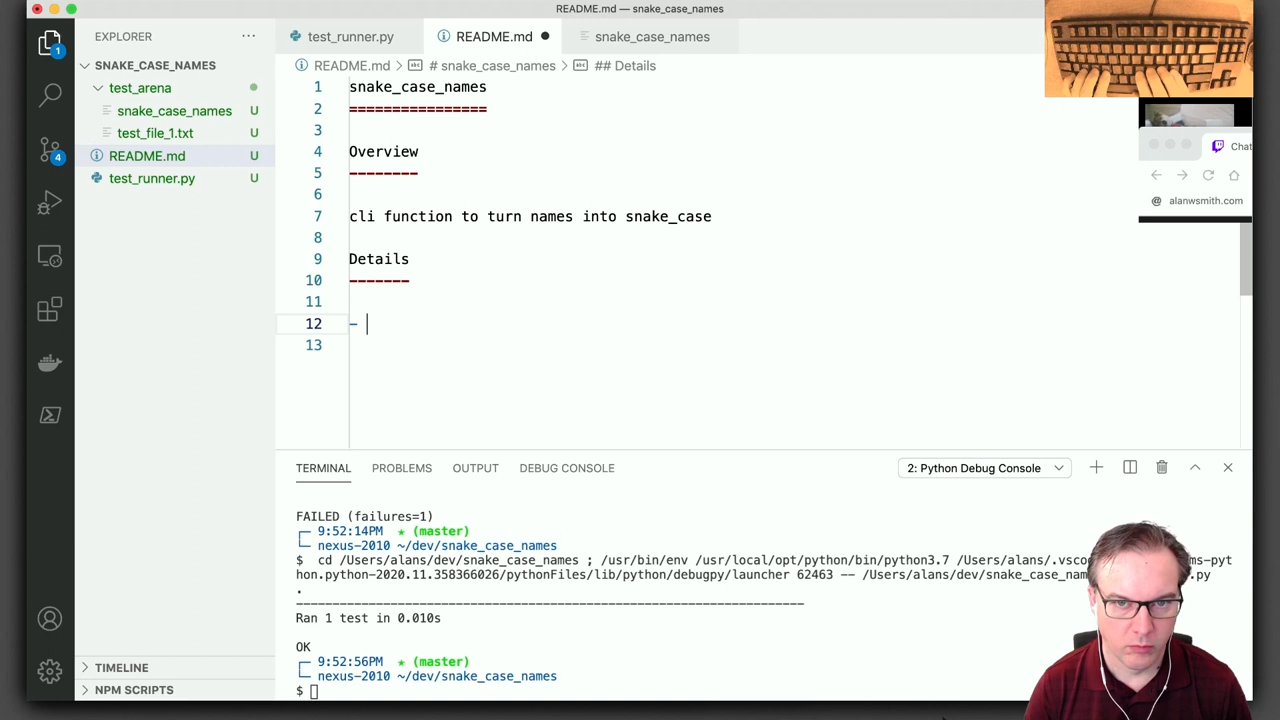 README.md — snake_case_names
EXPLORER
SNAKE_CASE_NAMES
test_arena
snake_case_names U
test_file_1.txt U
README.md U
test_runner.py U
TIMELINE
NPM SCRIPTS
1
4
test_runner.py
README.md
snake_case_names
README.md > # snake_case_names > ## Details
1 snake_case_names
2 ================
3
4 Overview
5 --------
6
7 cli function to turn names into snake_case
8
9 Details
10 -------
11
12 -
13
TERMINAL PROBLEMS OUTPUT DEBUG CONSOLE
2: Python Debug Console
FAILED (failures=1)
9:52:14PM ★ (master)
nexus-2010 ~/dev/snake_case_names
$ cd /Users/alans/dev/snake_case_names ; /usr/bin/env /usr/local/opt/python/bin/python3.7 /Users/alans/.vsco ms-pyt
hon.python-2020.11.358366026/pythonFiles/lib/python/debugpy/launcher 62463 -- /Users/alans/dev/snake_case_nam .py
.
----------------------------------------------------------------------
Ran 1 test in 0.010s
OK
9:52:56PM ★ (master)
nexus-2010 ~/dev/snake_case_names
$
Chat
@ alanwsmith.com